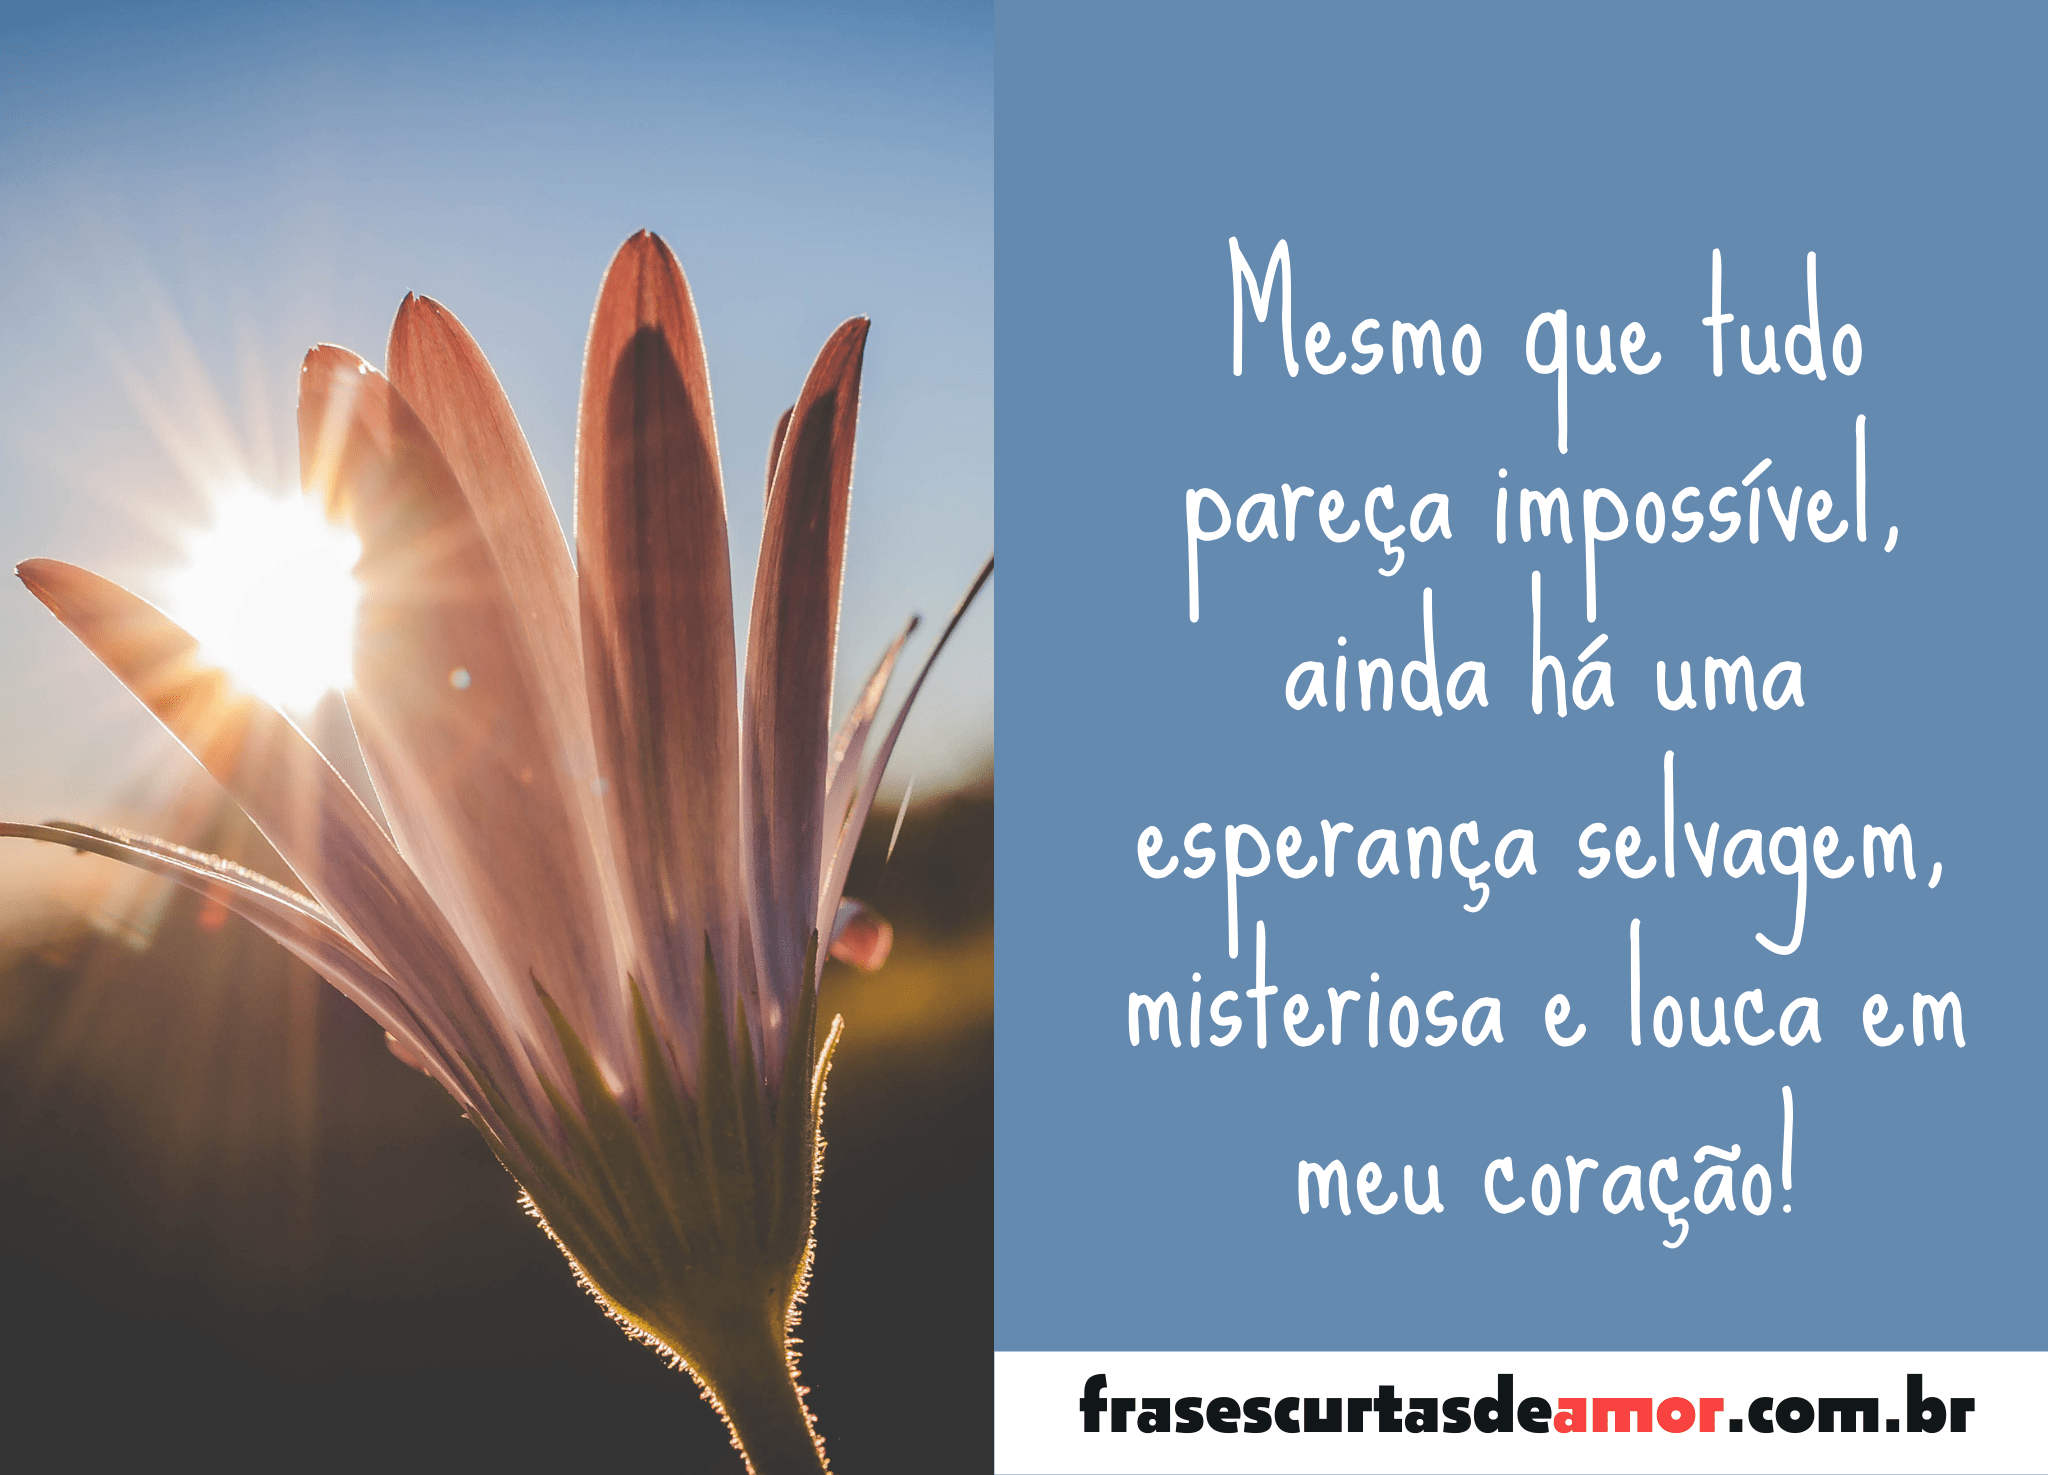 Mesmo que tudo
pareça impossível,
ainda há uma
esperança selvagem,
misteriosa e louca em
meu coração!
frasescurtasdeamor.com.br